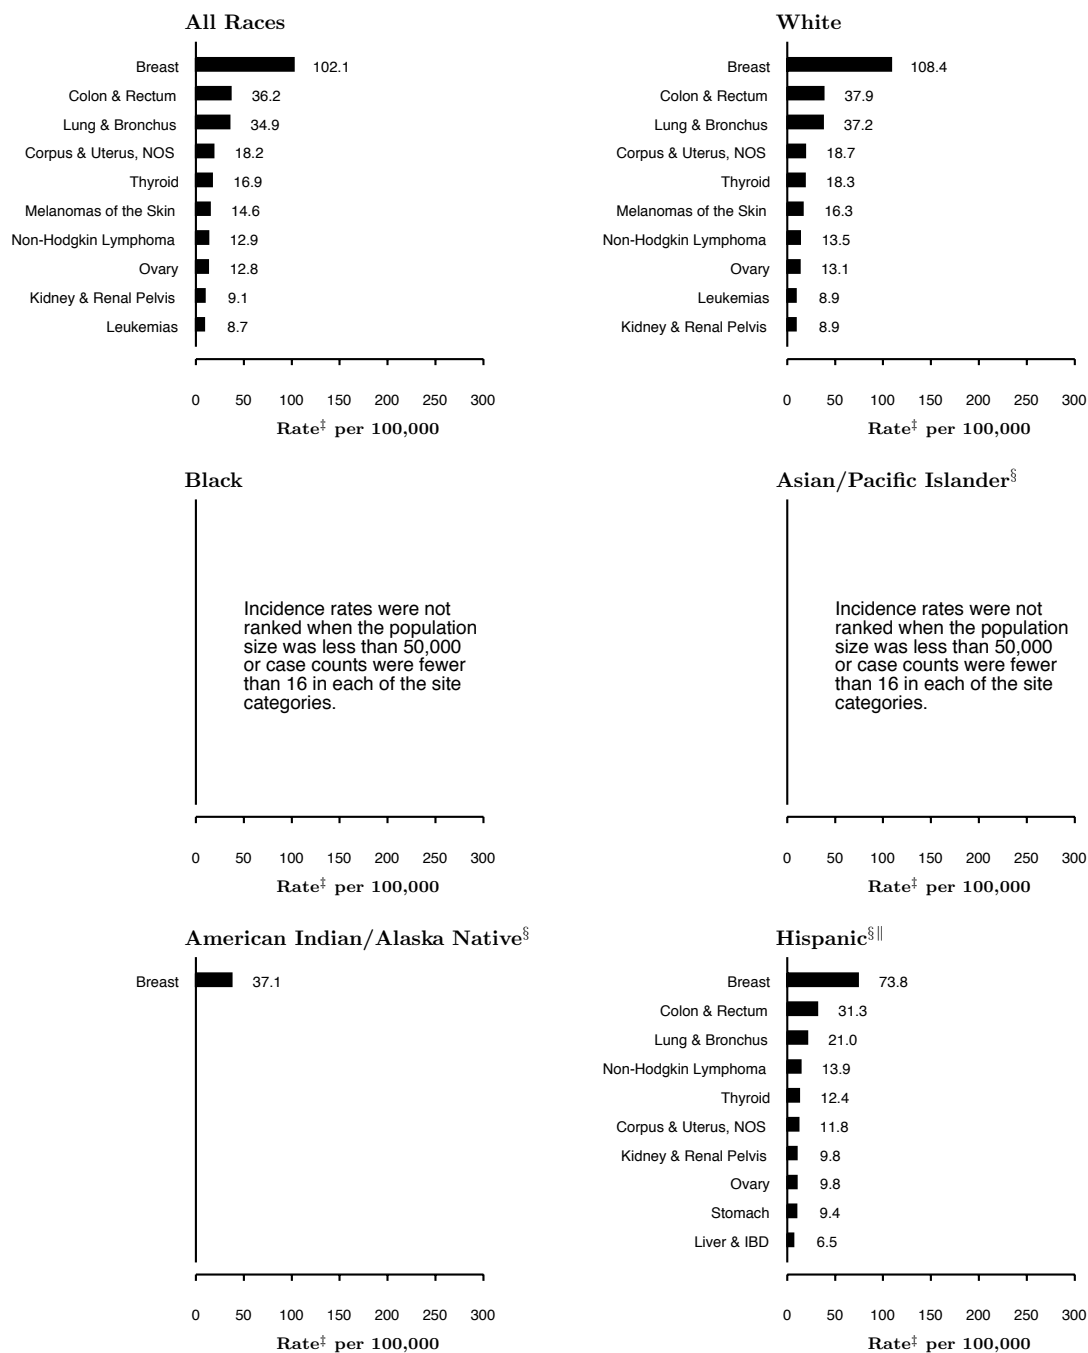 All Races
Breast 102.1
Colon & Rectum 36.2
Lung & Bronchus 34.9
Corpus & Uterus, NOS 18.2
Thyroid 16.9
Melanomas of the Skin 14.6
Non-Hodgkin Lymphoma 12.9
Ovary 12.8
Kidney & Renal Pelvis 9.1
Leukemias 8.7
0 50 100 150 200 250 300
Rate‡ per 100,000
White
Breast 108.4
Colon & Rectum 37.9
Lung & Bronchus 37.2
Corpus & Uterus, NOS 18.7
Thyroid 18.3
Melanomas of the Skin 16.3
Non-Hodgkin Lymphoma 13.5
Ovary 13.1
Leukemias 8.9
Kidney & Renal Pelvis 8.9
0 50 100 150 200 250 300
Rate‡ per 100,000
Black
Incidence rates were not
ranked when the population
size was less than 50,000
or case counts were fewer
than 16 in each of the site
categories.
0 50 100 150 200 250 300
Rate‡ per 100,000
Asian/Pacific Islander§
Incidence rates were not
ranked when the population
size was less than 50,000
or case counts were fewer
than 16 in each of the site
categories.
0 50 100 150 200 250 300
Rate‡ per 100,000
American Indian/Alaska Native§
Breast 37.1
0 50 100 150 200 250 300
Rate‡ per 100,000
Hispanic§‖
Breast 73.8
Colon & Rectum 31.3
Lung & Bronchus 21.0
Non-Hodgkin Lymphoma 13.9
Thyroid 12.4
Corpus & Uterus, NOS 11.8
Kidney & Renal Pelvis 9.8
Ovary 9.8
Stomach 9.4
Liver & IBD 6.5
0 50 100 150 200 250 300
Rate‡ per 100,000